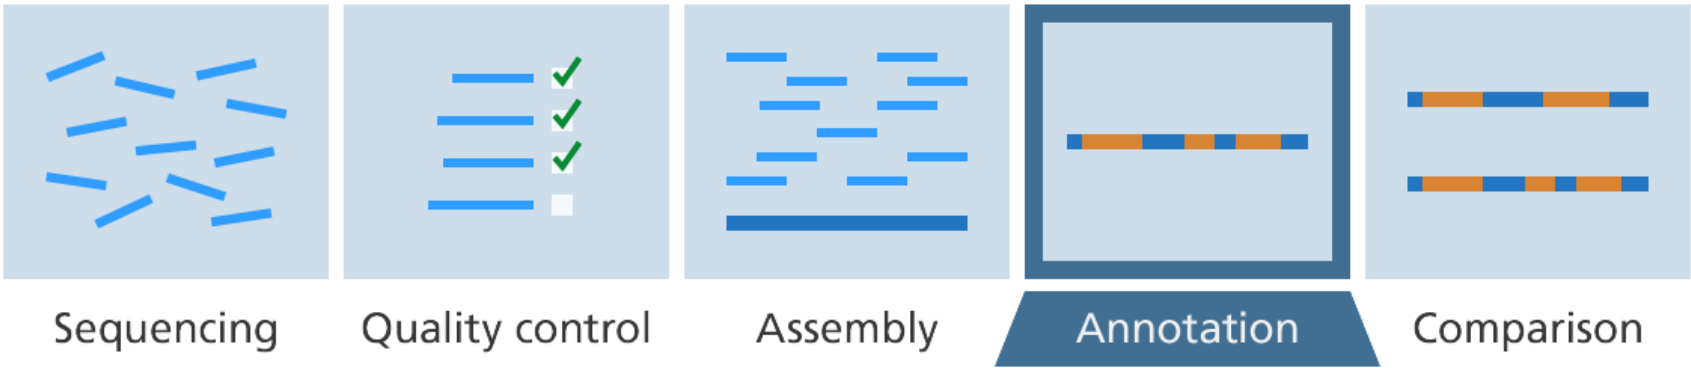 Sequencing
Quality control
Assembly
Annotation
Comparison